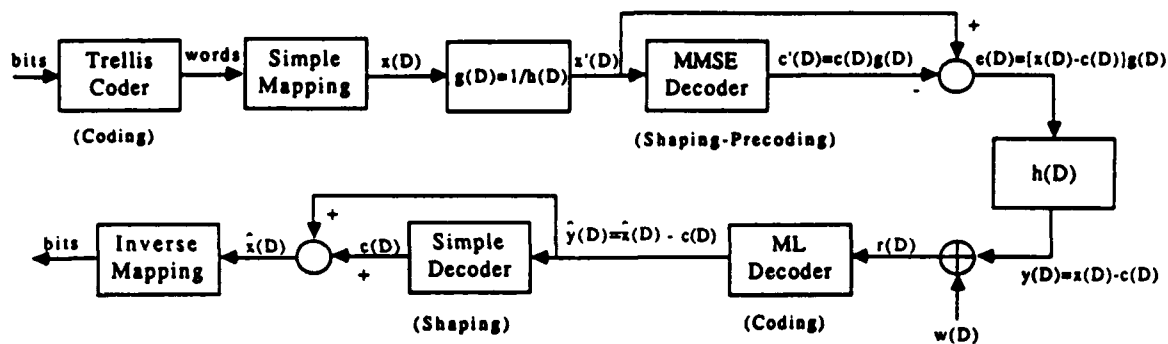 bits
Trellis
Coder
(Coding)
words
Simple
Mapping
x(D)
g(D)=1/h(D)
x'(D)
MMSE
Decoder
(Shaping-Precoding)
c'(D)=c(D)g(D)
+
-
e(D)=[x(D)-c(D)]g(D)
h(D)
y(D)=x(D)-c(D)
w(D)
r(D)
ML
Decoder
(Coding)
ŷ(D)=x̂(D) - c(D)
Simple
Decoder
(Shaping)
c(D)
+
+
x̂(D)
Inverse
Mapping
bits